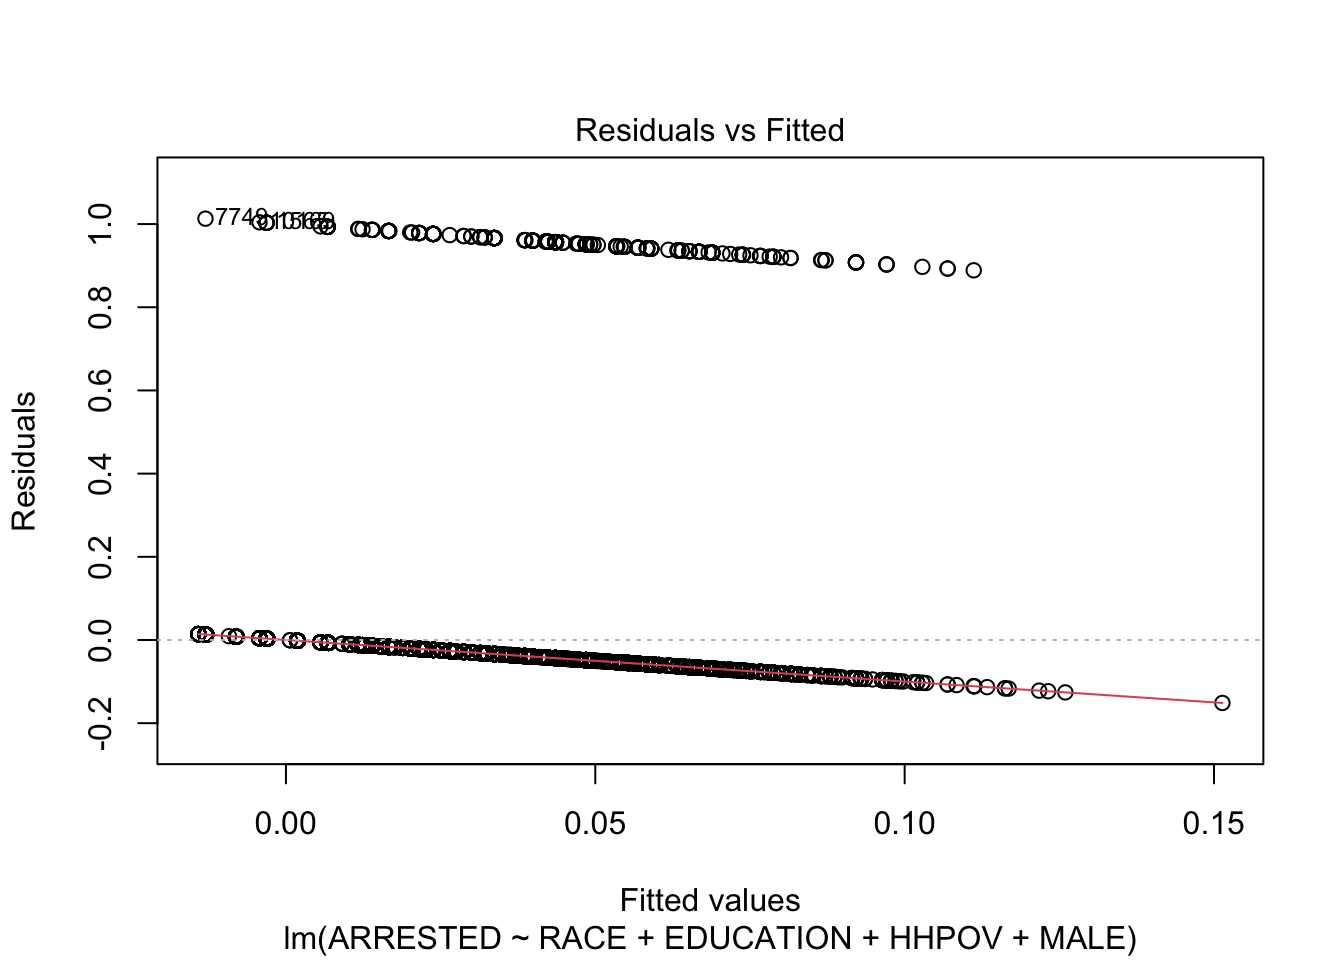 Residuals vs Fitted
Residuals
1.0
0.8
0.6
0.4
0.2
0.0
-0.2
0.00
0.05
0.10
0.15
Fitted values
lm(ARRESTED ~ RACE + EDUCATION + HHPOV + MALE)